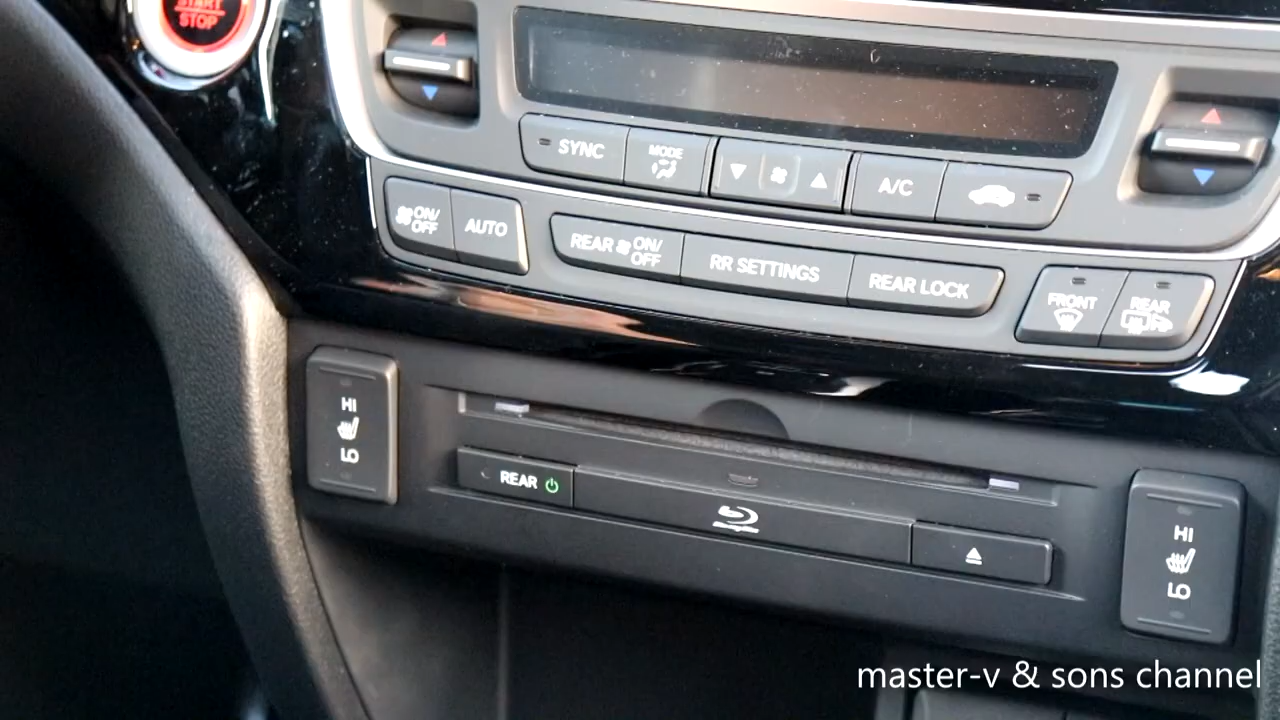 START
STOP
SYNC
MODE
A/C
ON/
OFF
AUTO
REAR ON/
OFF
RR SETTINGS
REAR LOCK
FRONT
REAR
HI
LO
REAR
HI
LO
master-v & sons channel